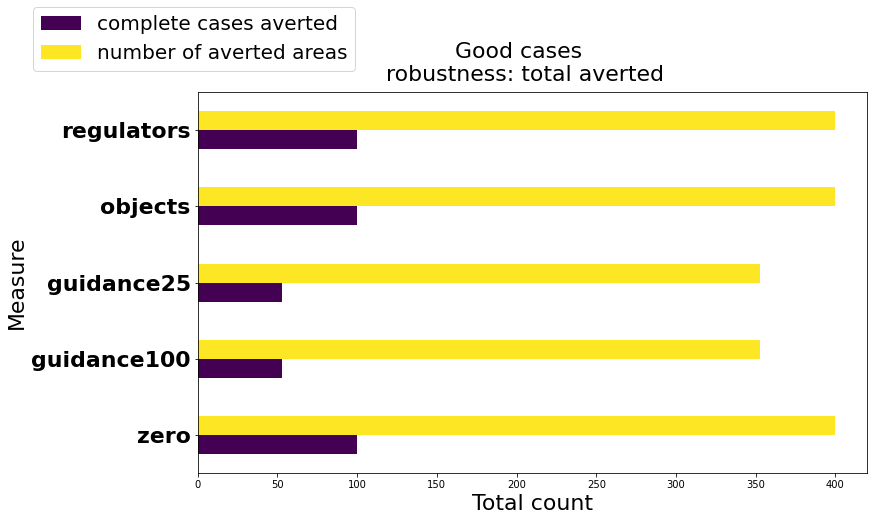 complete cases averted
number of averted areas
Good cases
robustness: total averted
regulators
objects
guidance25
guidance100
zero
Measure
0 50 100 150 200 250 300 350 400
Total count